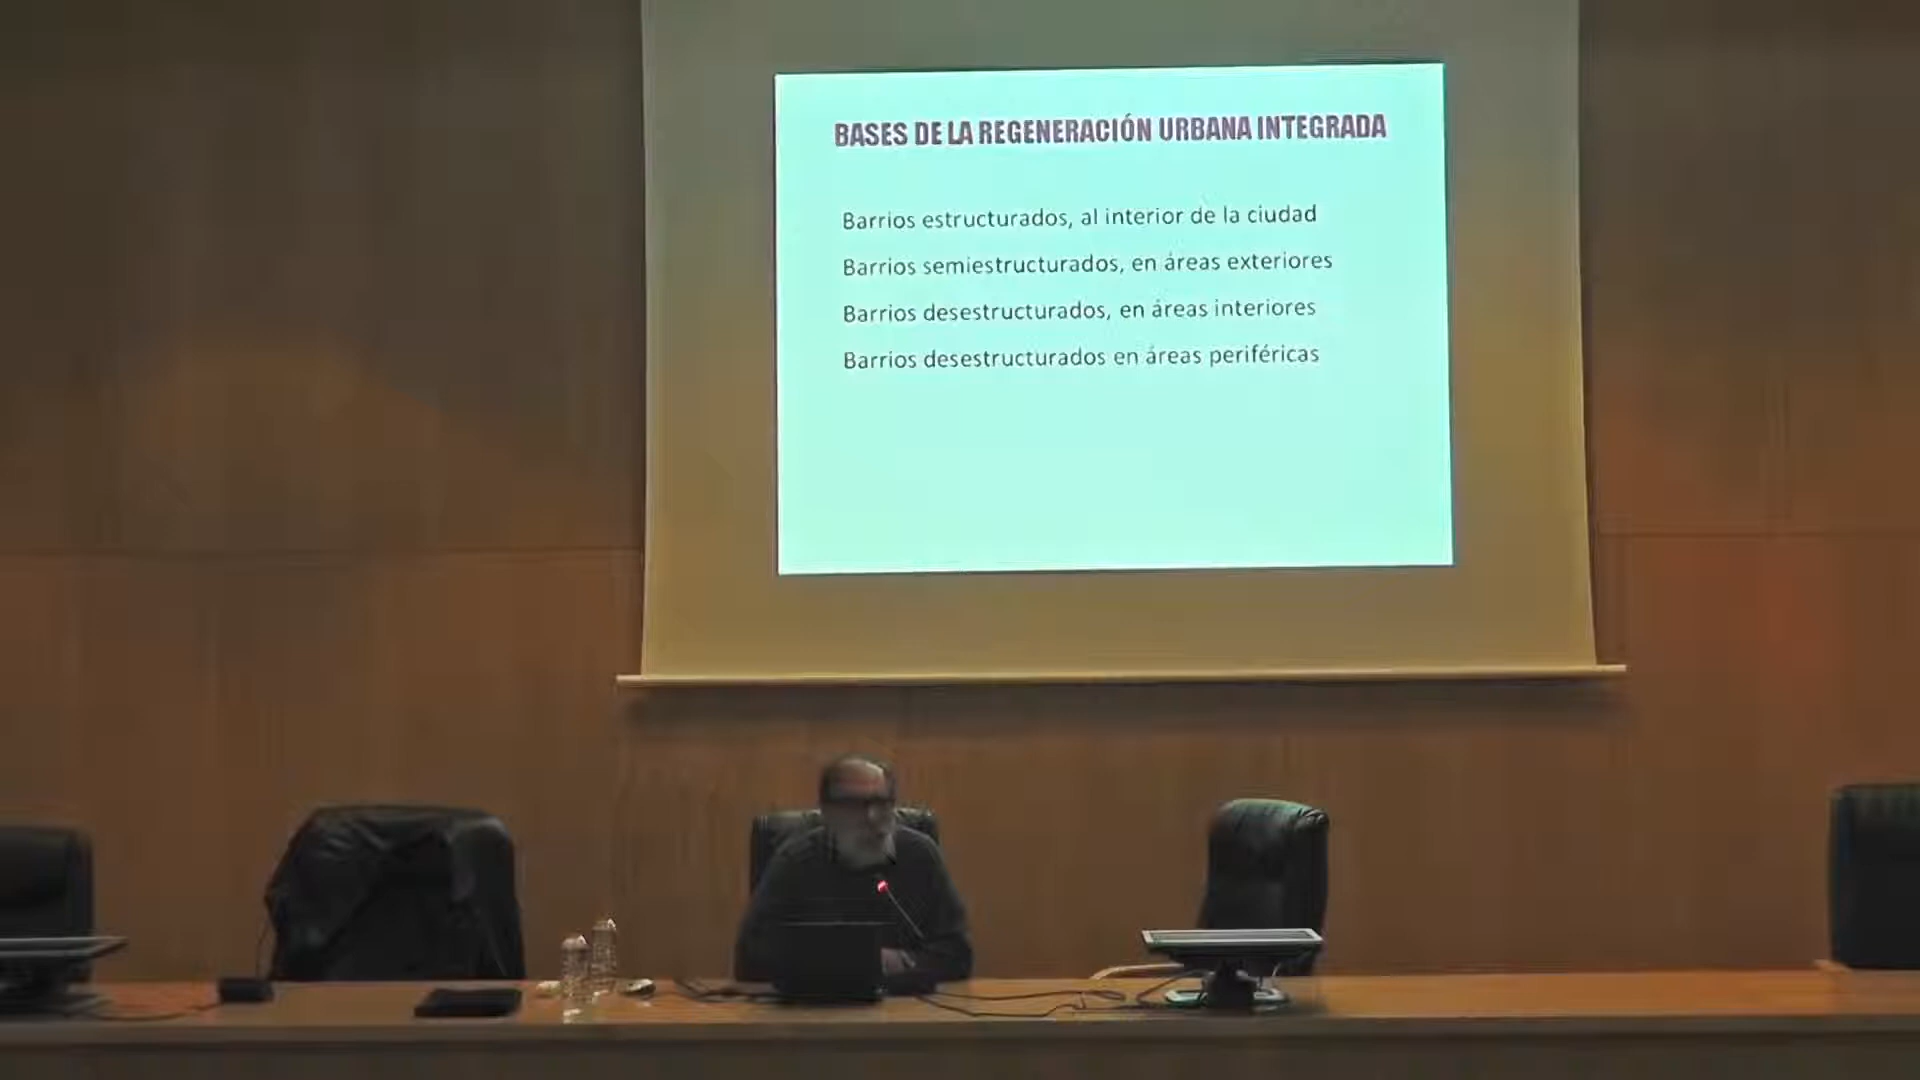 BASES DE LA REGENERACIÓN URBANA INTEGRADA
Barrios estructurados, al interior de la ciudad
Barrios semiestructurados, en áreas exteriores
Barrios desestructurados, en áreas interiores
Barrios desestructurados en áreas periféricas